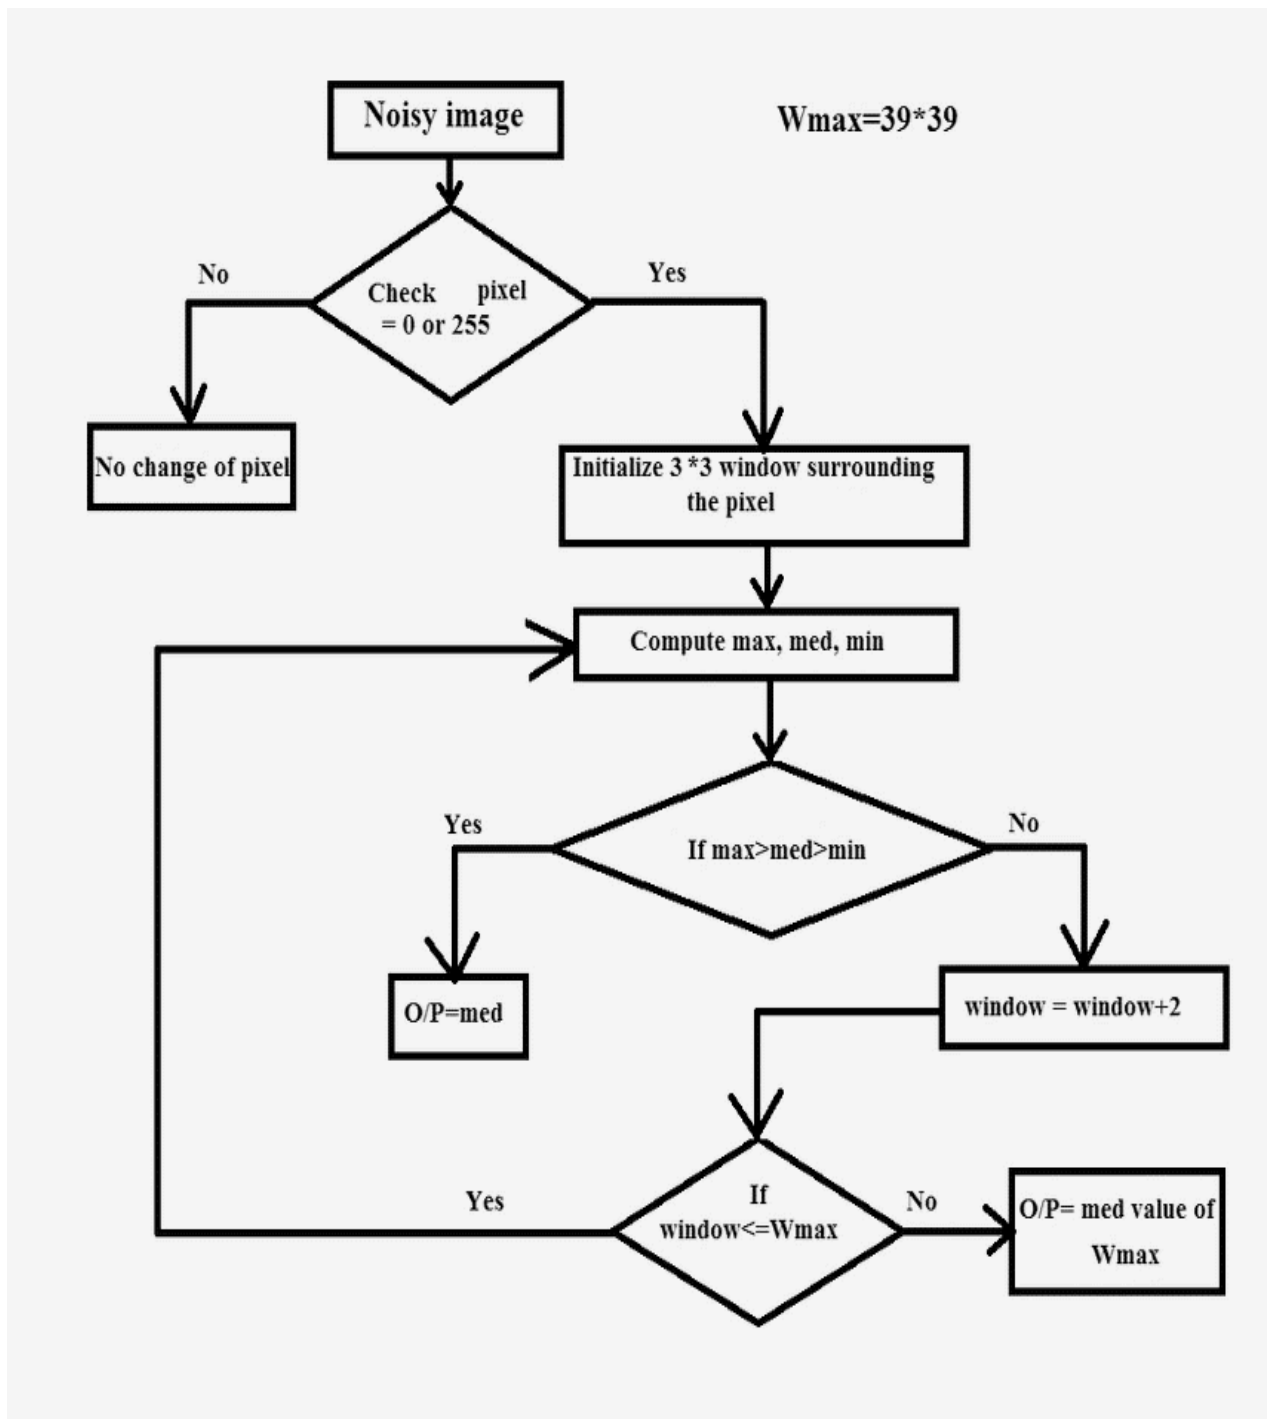 Noisy image
Wmax=39*39
No
Yes
Check pixel
= 0 or 255
No change of pixel
Initialize 3*3 window surrounding
the pixel
Compute max, med, min
Yes
No
If max>med>min
O/P=med
window = window+2
Yes
If
window<=Wmax
No
O/P= med value of
Wmax